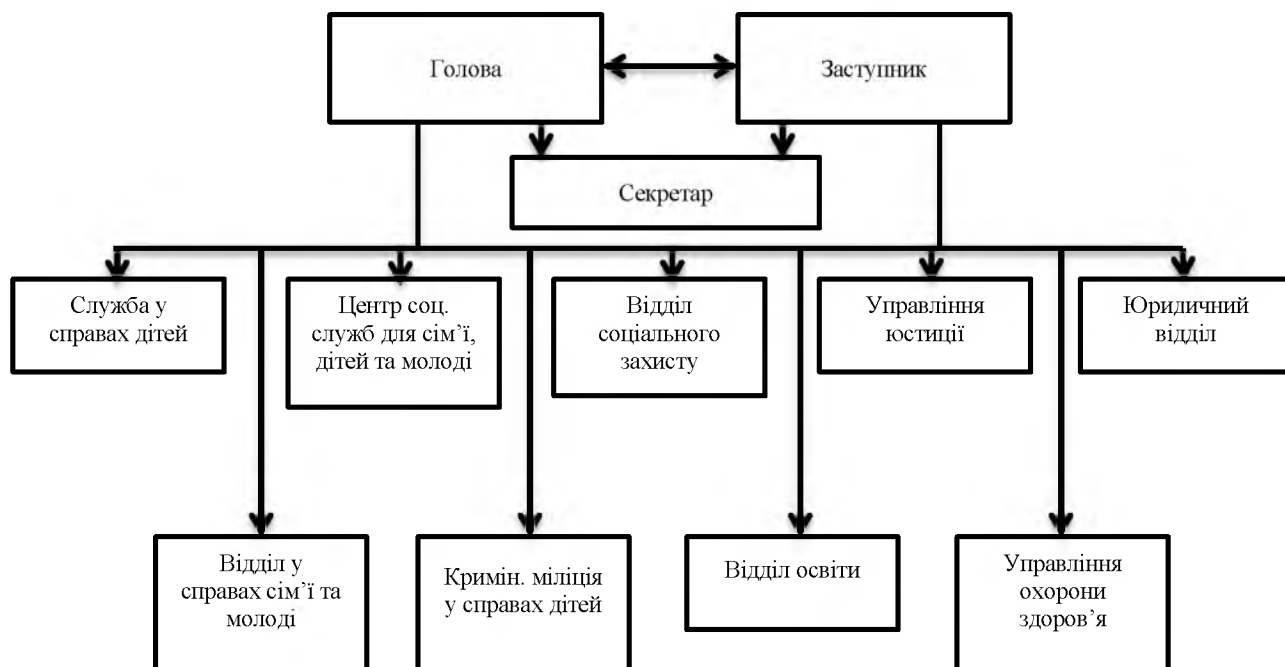 Голова
Заступник
Секретар
Служба у
справах дітей
Центр соц.
служб для сім’ї,
дітей та молоді
Відділ
соціального
захисту
Управління
юстиції
Юридичний
відділ
Відділ у
справах сім’ї та
молоді
Кримін. міліція
у справах дітей
Відділ освіти
Управління
охорони
здоров’я